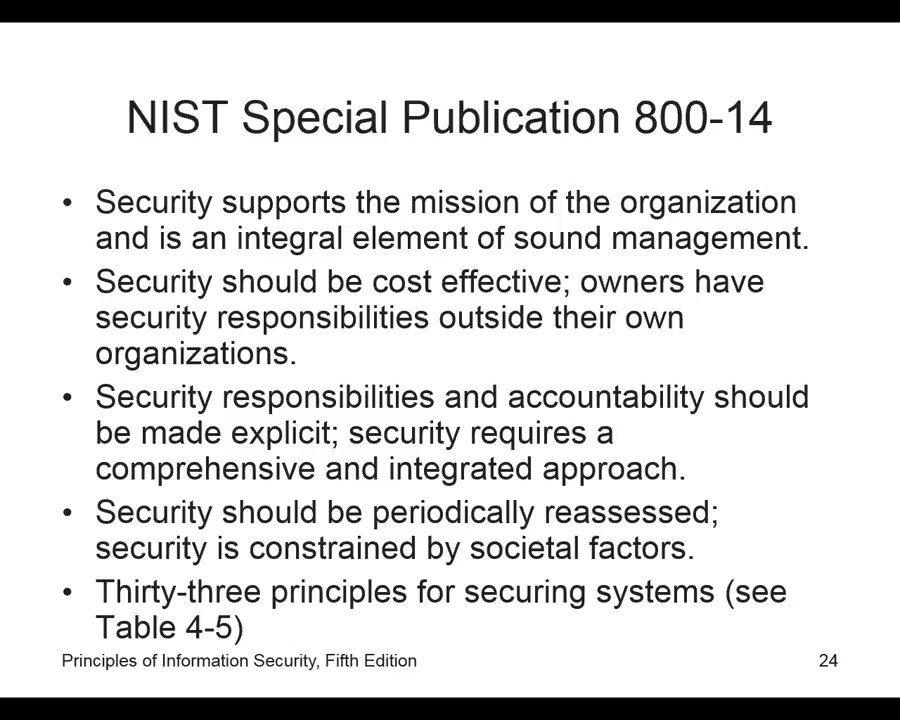 NIST Special Publication 800-14
• Security supports the mission of the organization
and is an integral element of sound management.
• Security should be cost effective; owners have
security responsibilities outside their own
organizations.
• Security responsibilities and accountability should
be made explicit; security requires a
comprehensive and integrated approach.
• Security should be periodically reassessed;
security is constrained by societal factors.
• Thirty-three principles for securing systems (see
Table 4-5)
Principles of Information Security, Fifth Edition 24